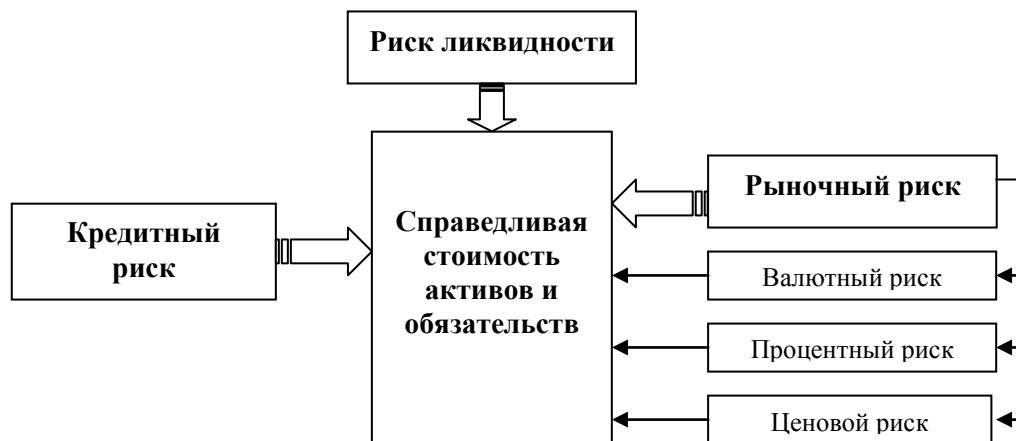 Риск ликвидности
Рыночный риск
Кредитный
риск
Справедливая
стоимость
активов и
обязательств
Валютный риск
Процентный риск
Ценовой риск